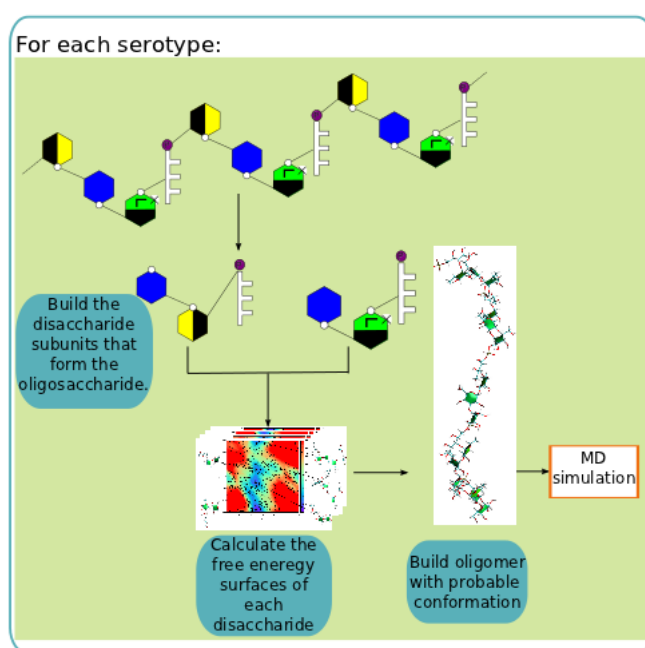 For each serotype:
Build the
disaccharide
subunits that
form the
oligosaccharide.
Calculate the
free eneregy
surfaces of
each
disaccharide
Build oligomer
with probable
conformation
MD
simulation